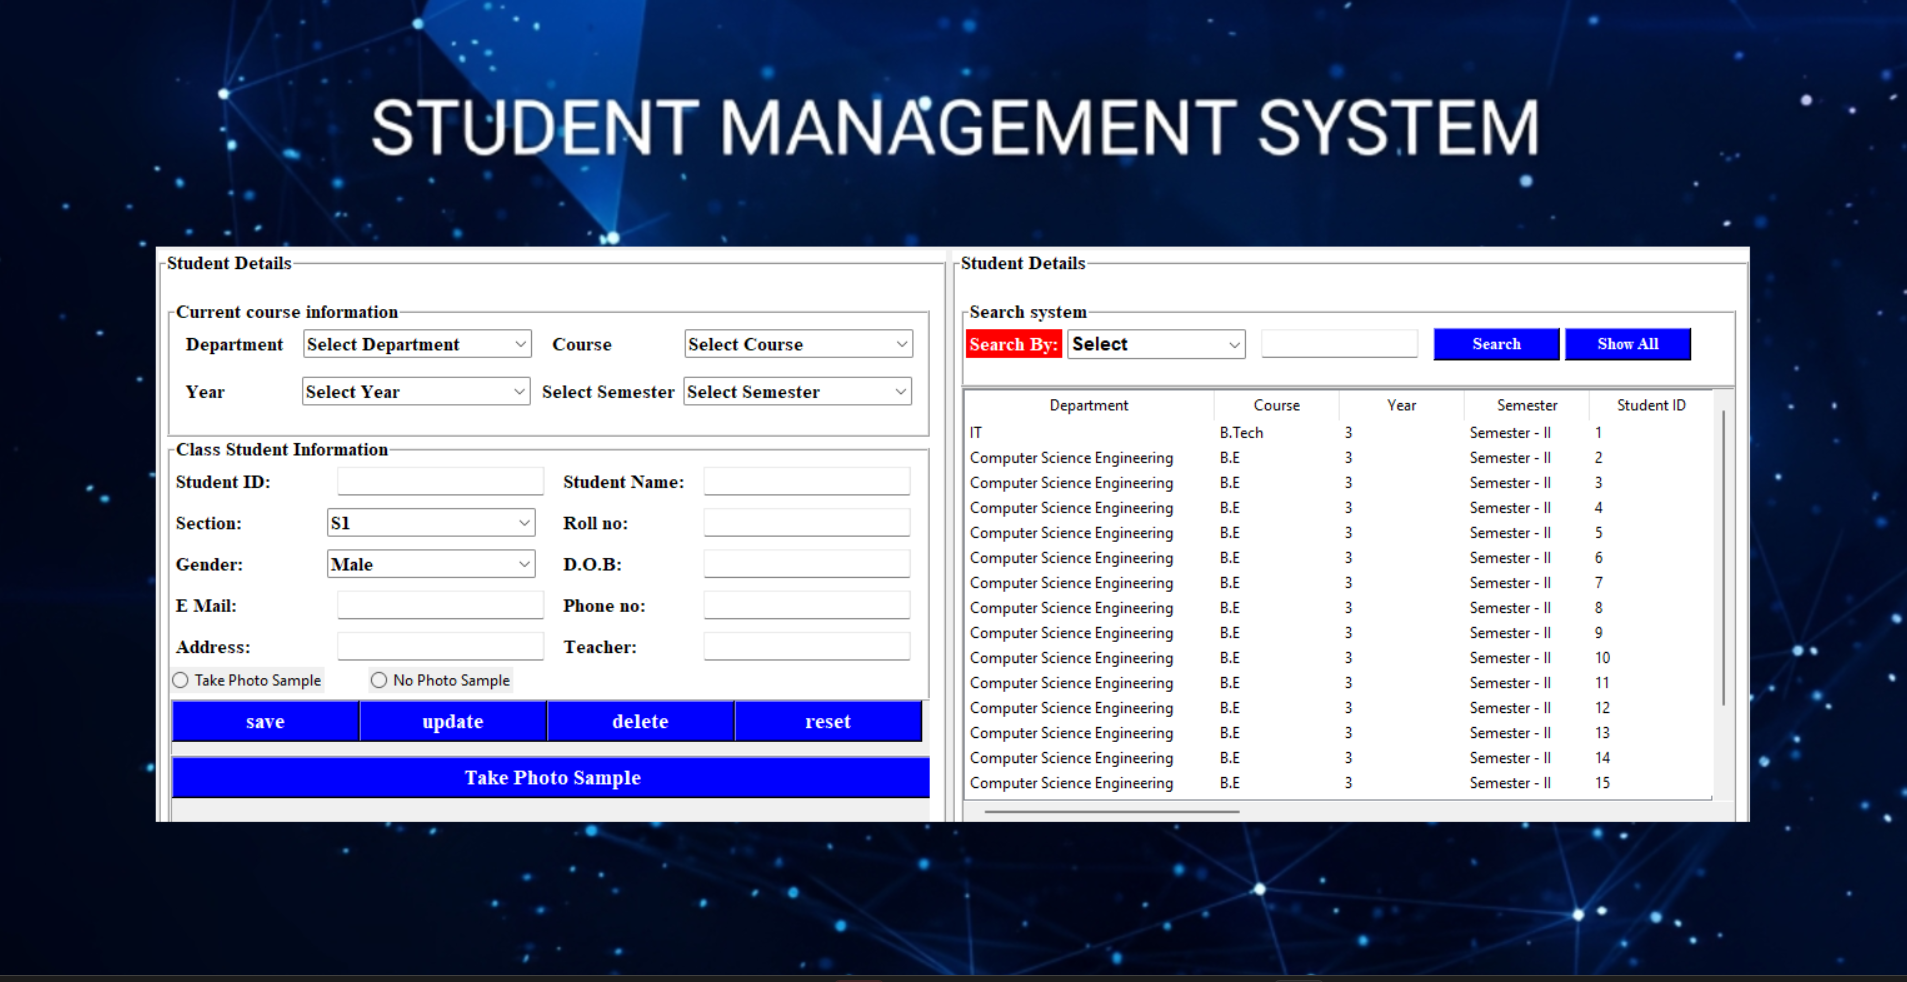 STUDENT MANAGEMENT SYSTEM
Student Details
Current course information
Department Select Department Course Select Course
Year Select Year Select Semester Select Semester
Class Student Information
Student ID: Student Name:
Section: S1 Roll no:
Gender: Male D.O.B:
E Mail: Phone no:
Address: Teacher:
Take Photo Sample No Photo Sample
save update delete reset
Take Photo Sample
Student Details
Search system
Search By: Select Search Show All
Department Course Year Semester Student ID
IT B.Tech 3 Semester - II 1
Computer Science Engineering B.E 3 Semester - II 2
Computer Science Engineering B.E 3 Semester - II 3
Computer Science Engineering B.E 3 Semester - II 4
Computer Science Engineering B.E 3 Semester - II 5
Computer Science Engineering B.E 3 Semester - II 6
Computer Science Engineering B.E 3 Semester - II 7
Computer Science Engineering B.E 3 Semester - II 8
Computer Science Engineering B.E 3 Semester - II 9
Computer Science Engineering B.E 3 Semester - II 10
Computer Science Engineering B.E 3 Semester - II 11
Computer Science Engineering B.E 3 Semester - II 12
Computer Science Engineering B.E 3 Semester - II 13
Computer Science Engineering B.E 3 Semester - II 14
Computer Science Engineering B.E 3 Semester - II 15